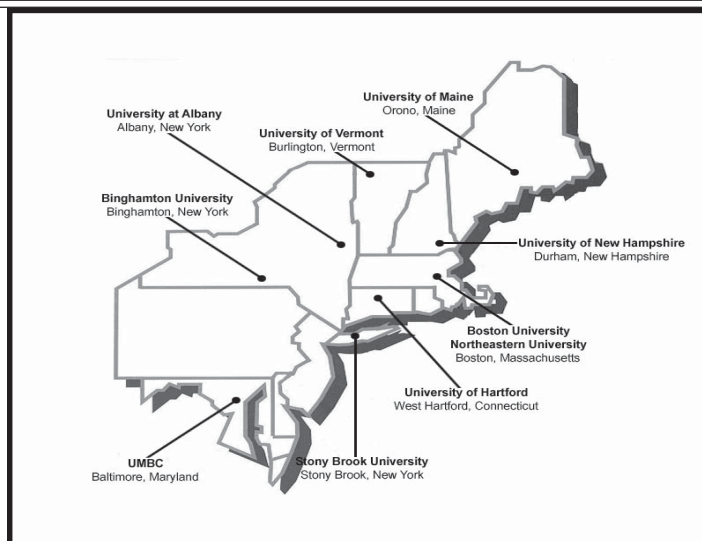 University of Maine
Orono, Maine
University at Albany
Albany, New York
University of Vermont
Burlington, Vermont
Binghamton University
Binghamton, New York
University of New Hampshire
Durham, New Hampshire
Boston University
Northeastern University
Boston, Massachusetts
University of Hartford
West Hartford, Connecticut
UMBC
Baltimore, Maryland
Stony Brook University
Stony Brook, New York